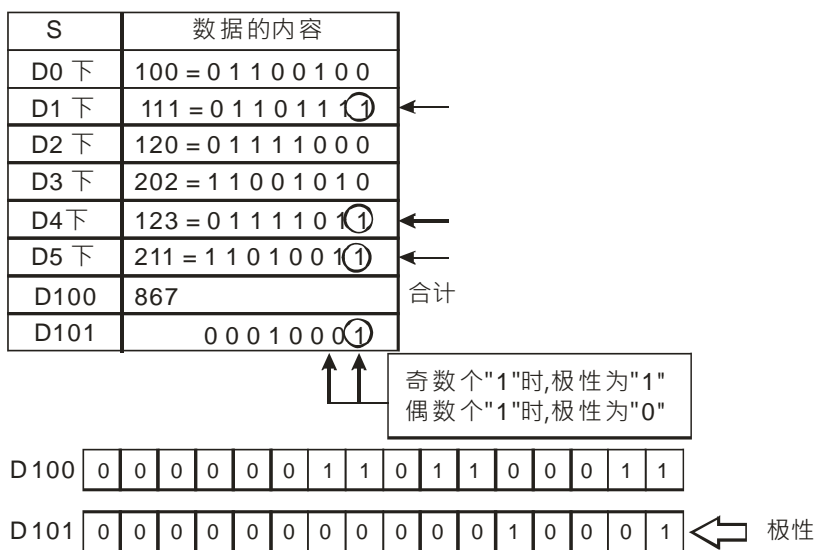 S 数据的内容
D0 下 100 = 0 1 1 0 0 1 0 0
D1 下 111 = 0 1 1 0 1 1 1 1
D2 下 120 = 0 1 1 1 1 0 0 0
D3 下 202 = 1 1 0 0 1 0 1 0
D4下 123 = 0 1 1 1 1 0 1 1
D5 下 211 = 1 1 0 1 0 0 1 1
D100 867 合计
D101 0 0 0 1 0 0 0 1
奇数个"1"时,极性为"1"
偶数个"1"时,极性为"0"
D100 0 0 0 0 0 0 1 1 0 1 1 0 0 0 1 1
D101 0 0 0 0 0 0 0 0 0 0 0 1 0 0 0 1 极性